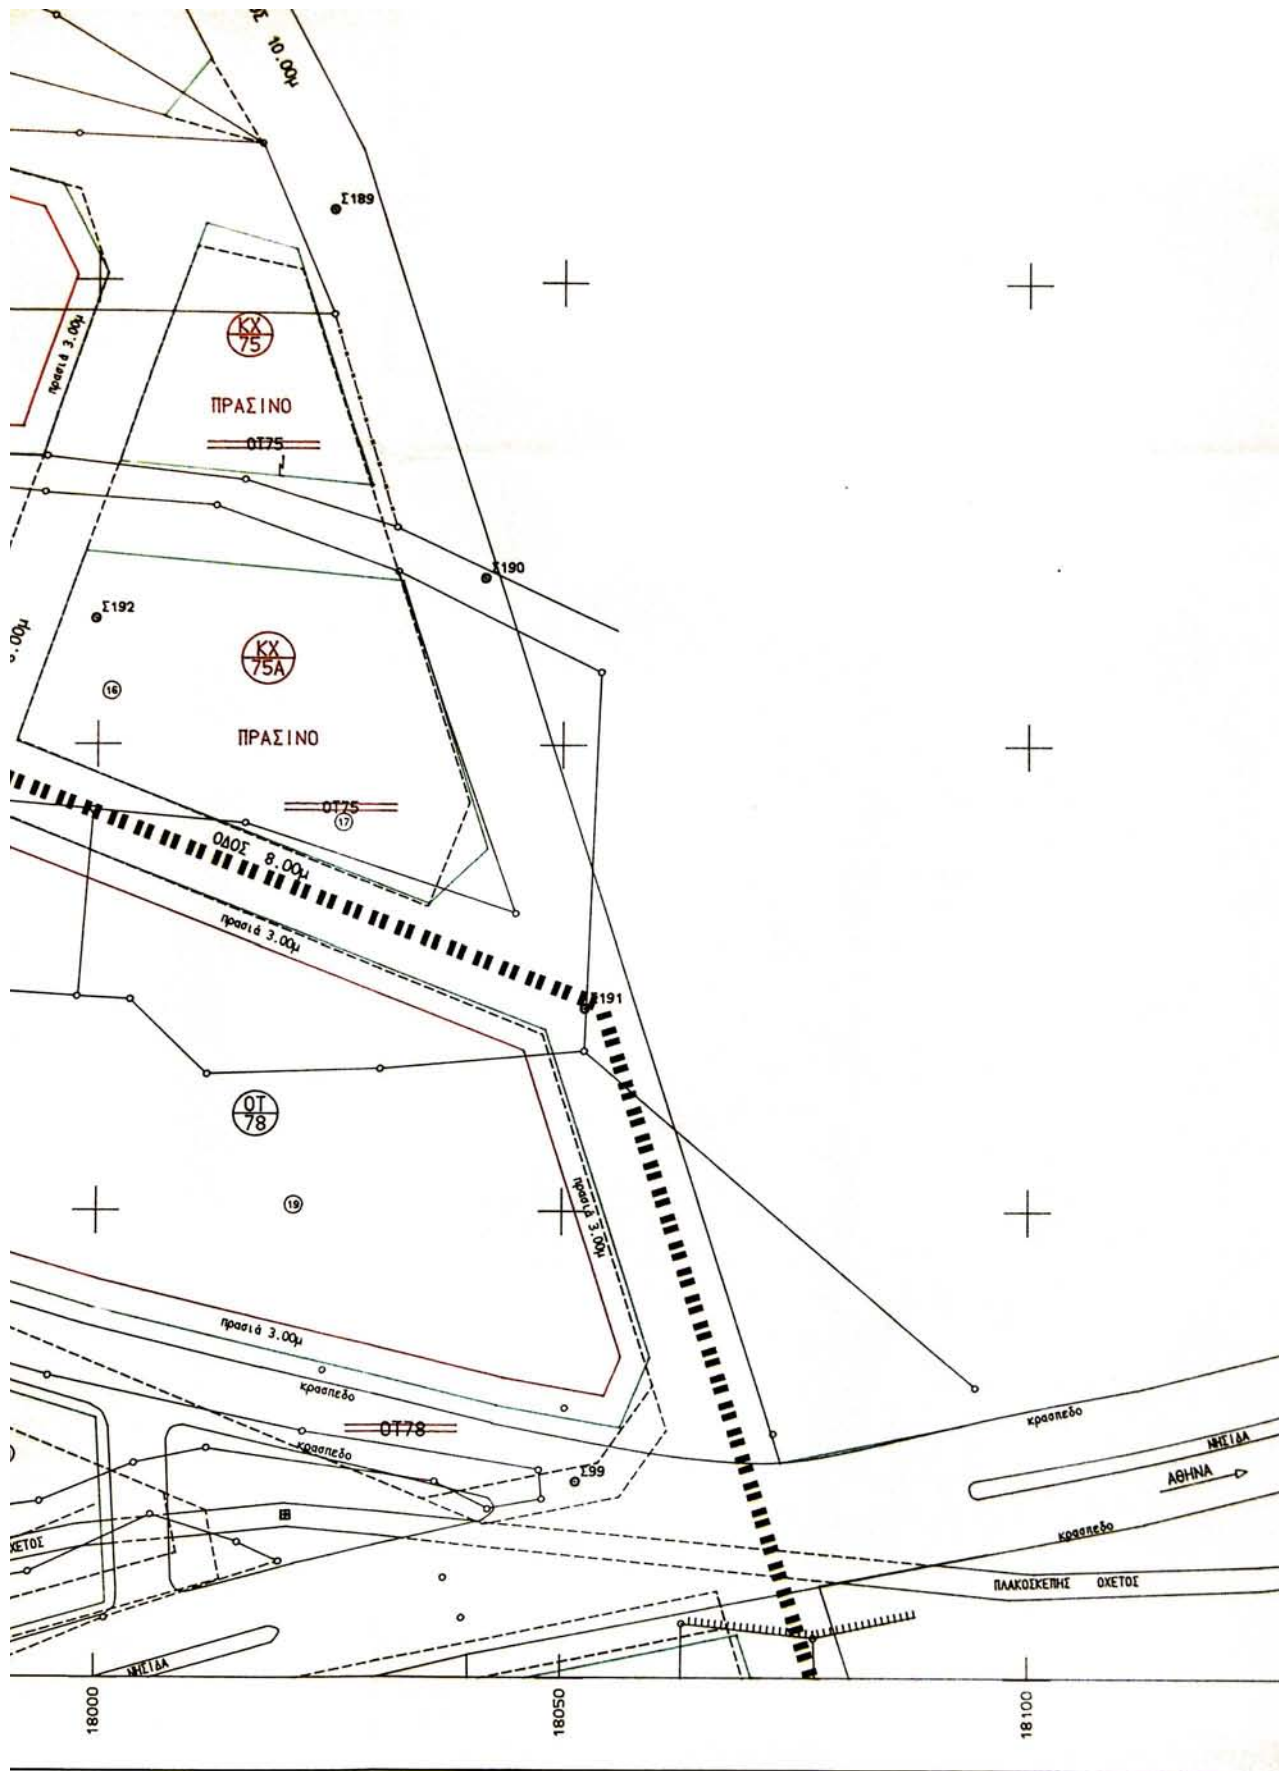 10.00μ
Σ189
πρασιά 3.00μ
ΚΧ
75
ΠΡΑΣΙΝΟ
ΟΤ75
Σ190
Σ192
ΚΧ
75Α
16
ΠΡΑΣΙΝΟ
ΟΤ75
17
ΟΔΟΣ 8.00μ
πρασιά 3.00μ
Σ191
ΟΤ
78
19
πρασιά 3.00μ
πρασιά 3.00μ
κρασπεδο
κρασπεδο
ΟΤ78
κρασπεδο
ΝΗΣΙΔΑ
Σ99
ΑΘΗΝΑ
κρασπεδο
ΧΕΤΟΣ
ΠΛΑΚΟΣΚΕΠΗΣ ΟΧΕΤΟΣ
ΝΗΣΙΔΑ
18000
18050
18100